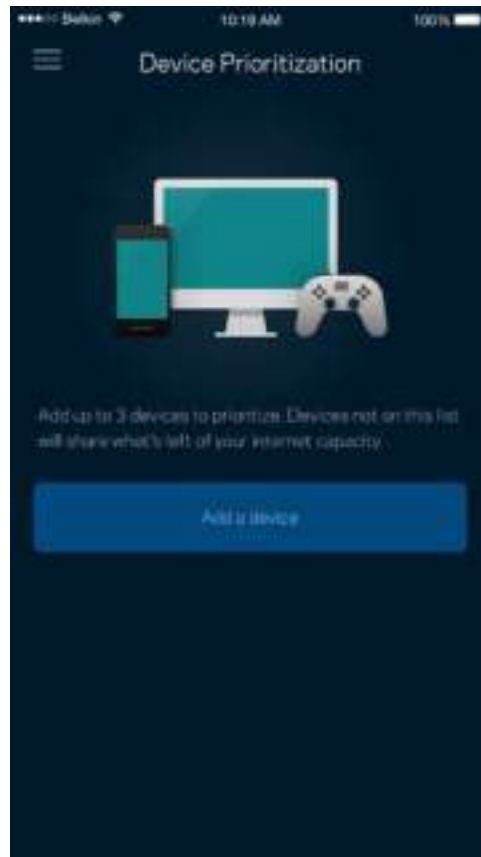 Belkin 10:19 AM 100%
Device Prioritization
Add up to 3 devices to prioritize. Devices not on this list
will share what's left of your internet capacity.
Add a device